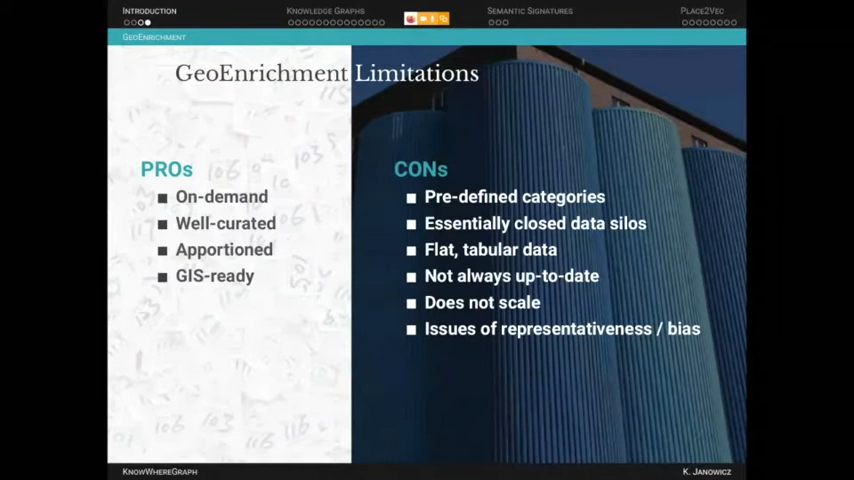 INTRODUCTION
KNOWLEDGE GRAPHS
SEMANTIC SIGNATURES
PLACE2VEC
GEOENRICHMENT
GeoEnrichment Limitations
PROs
■ On-demand
■ Well-curated
■ Apportioned
■ GIS-ready
CONs
■ Pre-defined categories
■ Essentially closed data silos
■ Flat, tabular data
■ Not always up-to-date
■ Does not scale
■ Issues of representativeness / bias
KNOWWHEREGRAPH
K. JANOWICZ